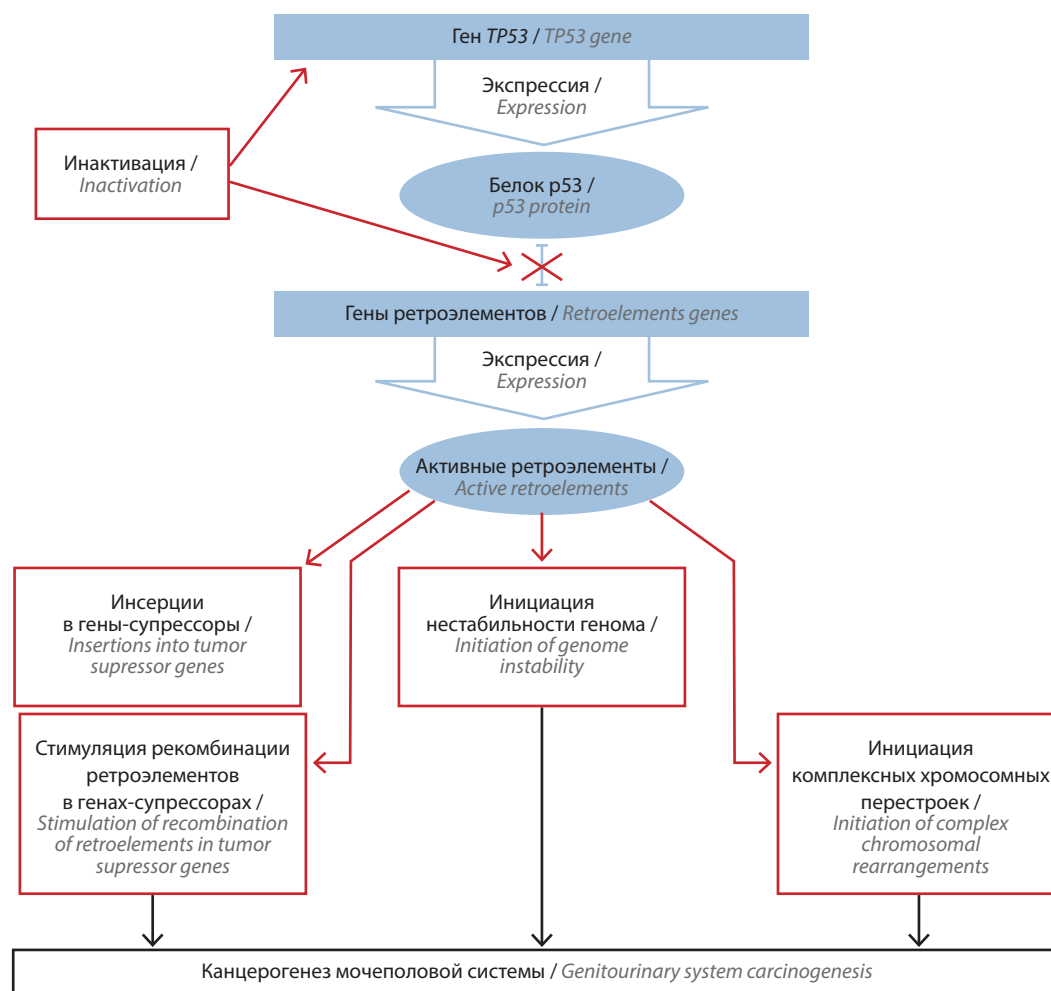 Ген TP53 / TP53 gene
Экспрессия /
Expression
Инактивация /
Inactivation
Белок р53 /
p53 protein
Гены ретроэлементов / Retroelements genes
Экспрессия /
Expression
Активные ретроэлементы /
Active retroelements
Инсерции
в гены-супрессоры /
Insertions into tumor
supressor genes
Инициация
нестабильности генома /
Initiation of genome
instability
Стимуляция рекомбинации
ретроэлементов
в генах-супрессорах /
Stimulation of recombination
of retroelements in tumor
supressor genes
Инициация
комплексных хромосомных
перестроек /
Initiation of complex
chromosomal
rearrangements
Канцерогенез мочеполовой системы / Genitourinary system carcinogenesis